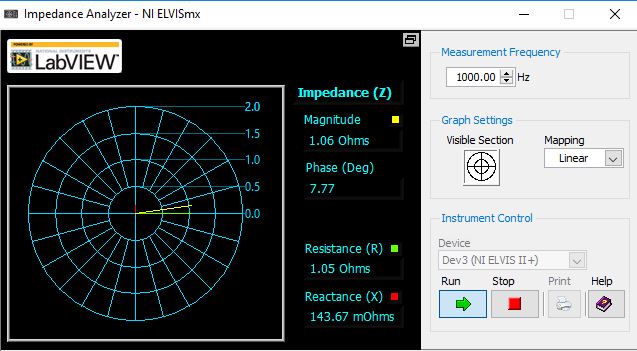 Impedance Analyzer - NI ELVISmx
POWERED BY
NATIONAL INSTRUMENTS
LabVIEW™
2.0
1.5
1.0
0.5
0.0
Impedance (Z)
Magnitude
1.06 Ohms
Phase (Deg)
7.77
Resistance (R)
1.05 Ohms
Reactance (X)
143.67 mOhms
Measurement Frequency
1000.00 Hz
Graph Settings
Visible Section Mapping
Linear
Instrument Control
Device
Dev3 (NI ELVIS II+)
Run Stop Print Help